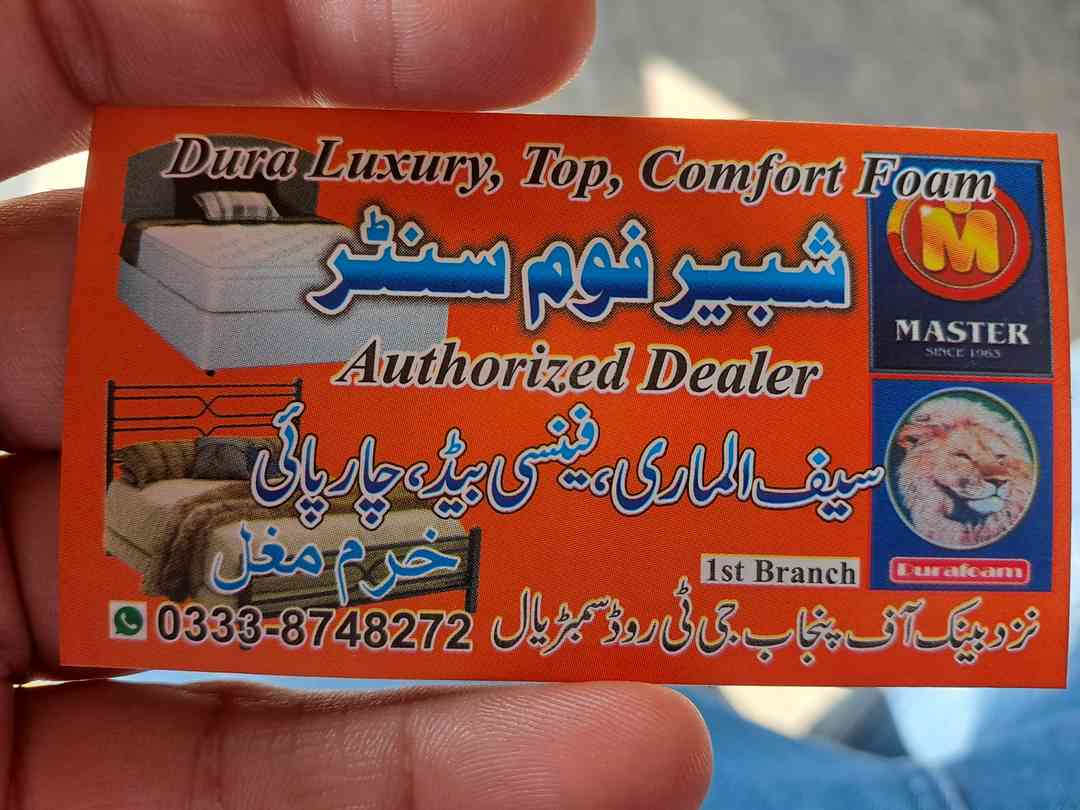 Dura Luxury, Top, Comfort Foam
شبیر فوم سنٹر
M
MASTER
SINCE 1963
Authorized Dealer
سیف الماری، فینسی بیڈ، چارپائی
خرم مغل
1st Branch
Durafoam
نزد بینک آف پنجاب جی ٹی روڈ سمبڑیال 0333-8748272